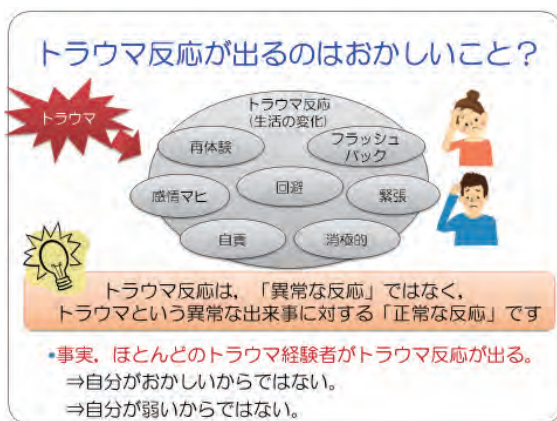 トラウマ反応が出るのはおかしいこと？
トラウマ
トラウマ反応
(生活の変化)
再体験
フラッシュ
バック
感情マヒ
回避
緊張
自責
消極的
トラウマ反応は，「異常な反応」ではなく，
トラウマという異常な出来事に対する「正常な反応」です
•事実，ほとんどのトラウマ経験者がトラウマ反応が出る。
⇒自分がおかしいからではない。
⇒自分が弱いからではない。